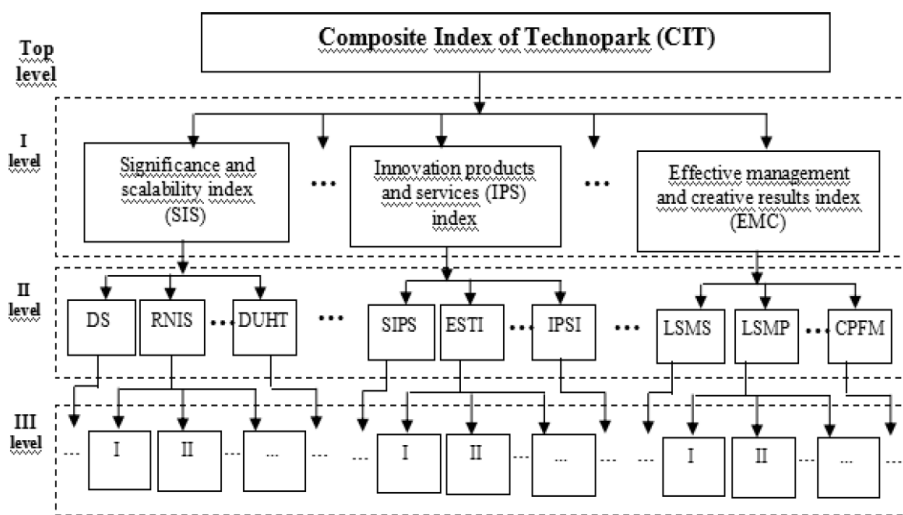 Composite Index of Technopark (CIT)
Top
level
I
level
Significance and
scalability index
(SIS)
...
Innovation products
and services (IPS)
index
...
Effective management
and creative results index
(EMC)
II
level
DS
RNIS
...
DUHT
...
SIPS
ESTI
...
IPSI
...
LSMS
LSMP
...
CPFM
III
level
...
I
II
...
...
...
...
I
II
...
...
...
...
I
II
...
...
...